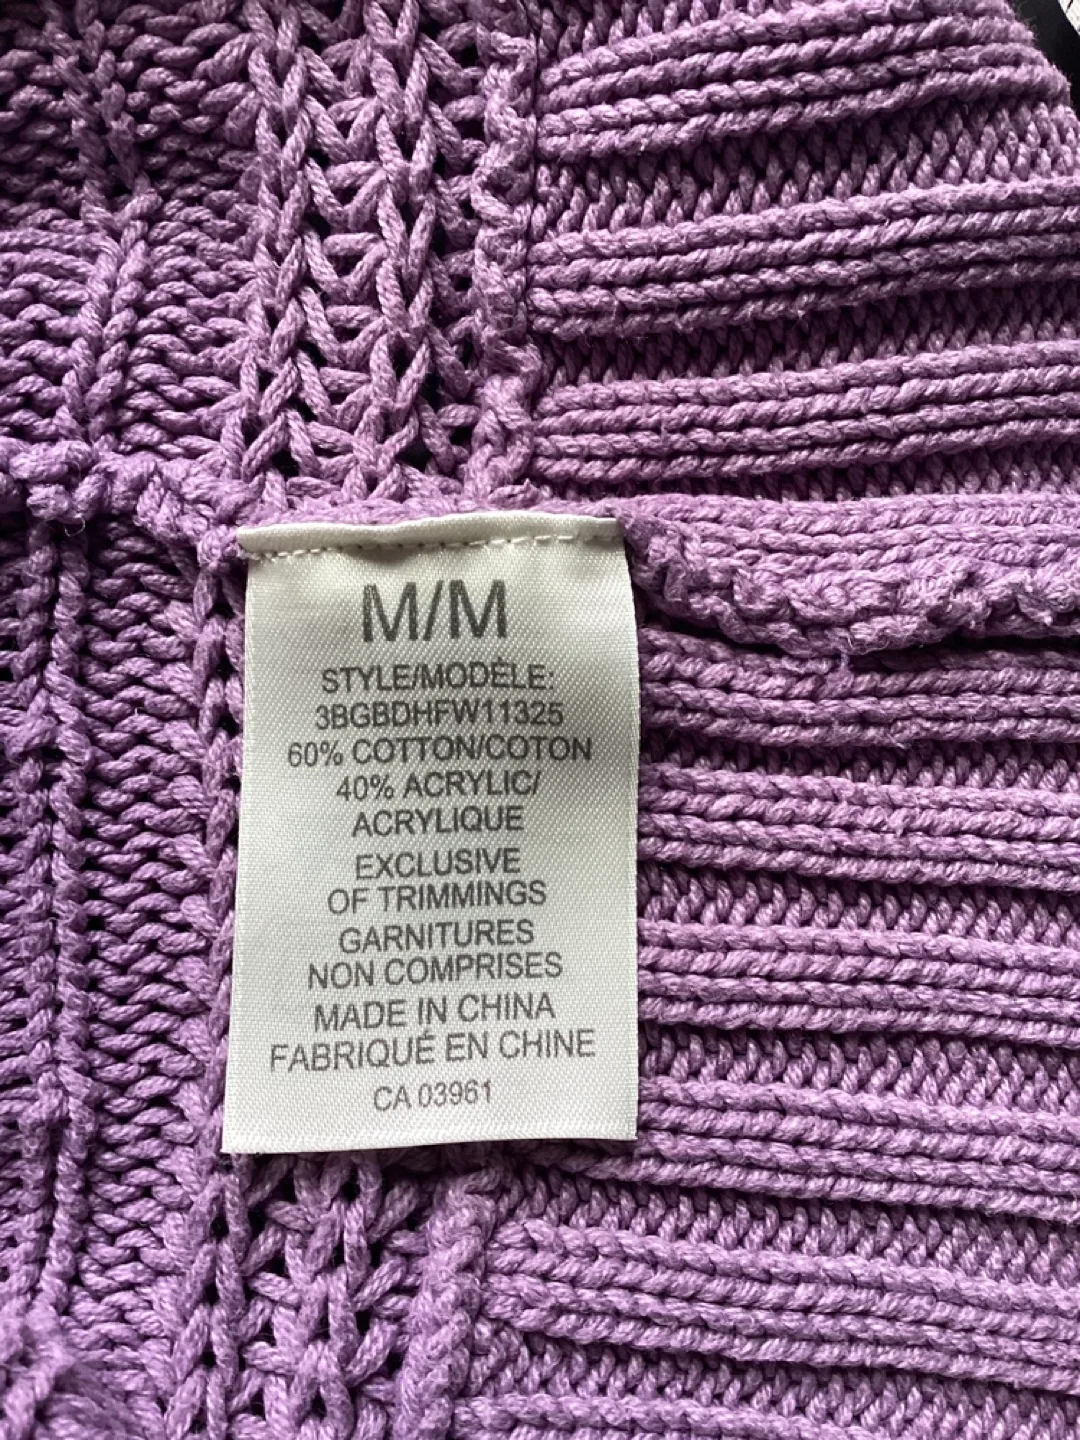 M/M
STYLE/MODÈLE:
3BGBDHFW11325
60% COTTON/COTON
40% ACRYLIC/
ACRYLIQUE
EXCLUSIVE
OF TRIMMINGS
GARNITURES
NON COMPRISES
MADE IN CHINA
FABRIQUÉ EN CHINE
CA 03961